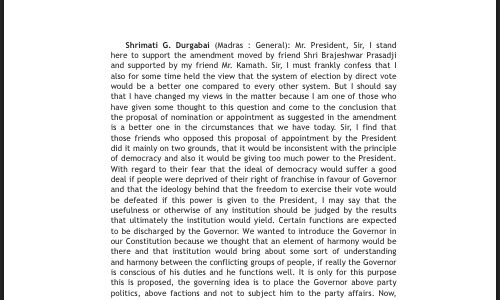 Shrimati G. Durgabai (Madras : General): Mr. President, Sir, I stand
here to support the amendment moved by friend Shri Brajeshwar Prasadji
and supported by my friend Mr. Kamath. Sir, I must frankly confess that I
also for some time held the view that the system of election by direct vote
would be a better one compared to every other system. But I should say
that I have changed my views in the matter because I am one of those who
have given some thought to this question and come to the conclusion that
the proposal of nomination or appointment as suggested in the amendment
is a better one in the circumstances that we have today. Sir, I find that
those friends who opposed this proposal of appointment by the President
did it mainly on two grounds, that it would be inconsistent with the principle
of democracy and also it would be giving too much power to the President.
With regard to their fear that the ideal of democracy would suffer a good
deal if people were deprived of their right of franchise in favour of Governor
and that the ideology behind that the freedom to exercise their vote would
be defeated if this power is given to the President, I may say that the
usefulness or otherwise of any institution should be judged by the results
that ultimately the institution would yield. Certain functions are expected
to be discharged by the Governor. We wanted to introduce the Governor in
our Constitution because we thought that an element of harmony would be
there and that institution would bring about some sort of understanding
and harmony between the conflicting groups of people, if really the Governor
is conscious of his duties and he functions well. It is only for this purpose
this is proposed, the governing idea is to place the Governor above party
politics, above factions and not to subject him to the party affairs. Now,